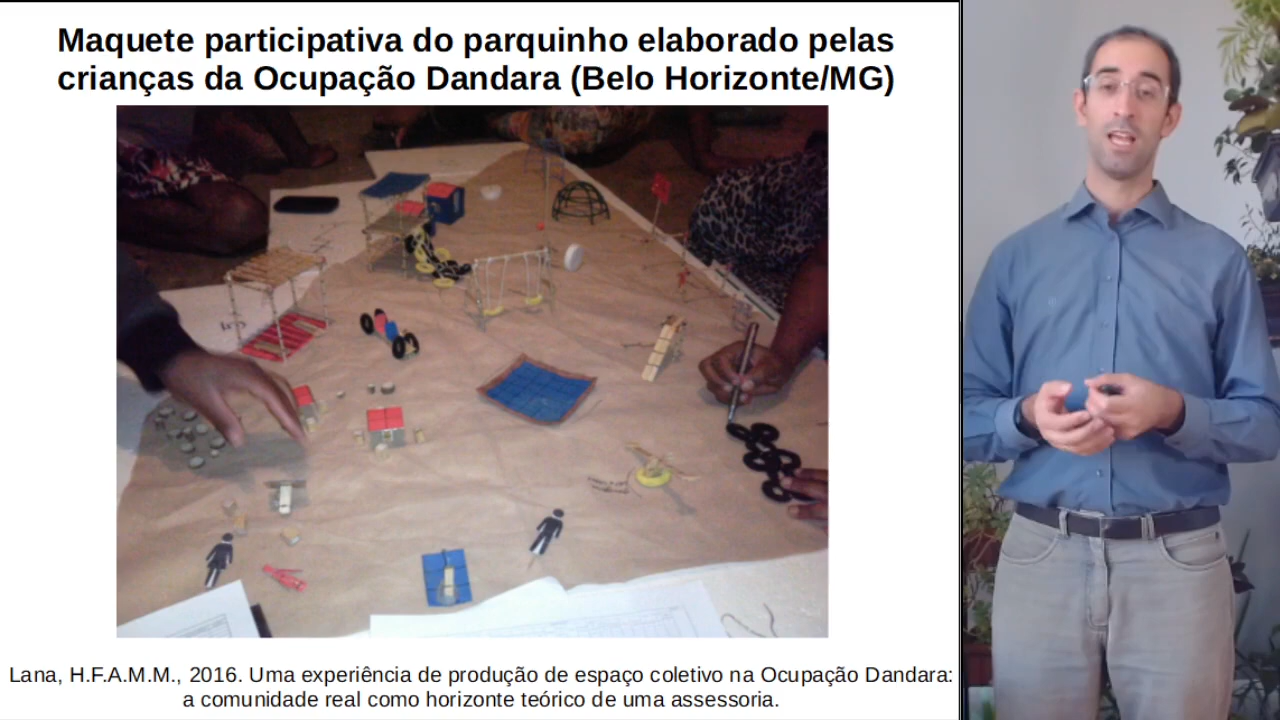 Maquete participativa do parquinho elaborado pelas
crianças da Ocupação Dandara (Belo Horizonte/MG)
Lana, H.F.A.M.M., 2016. Uma experiência de produção de espaço coletivo na Ocupação Dandara:
a comunidade real como horizonte teórico de uma assessoria.